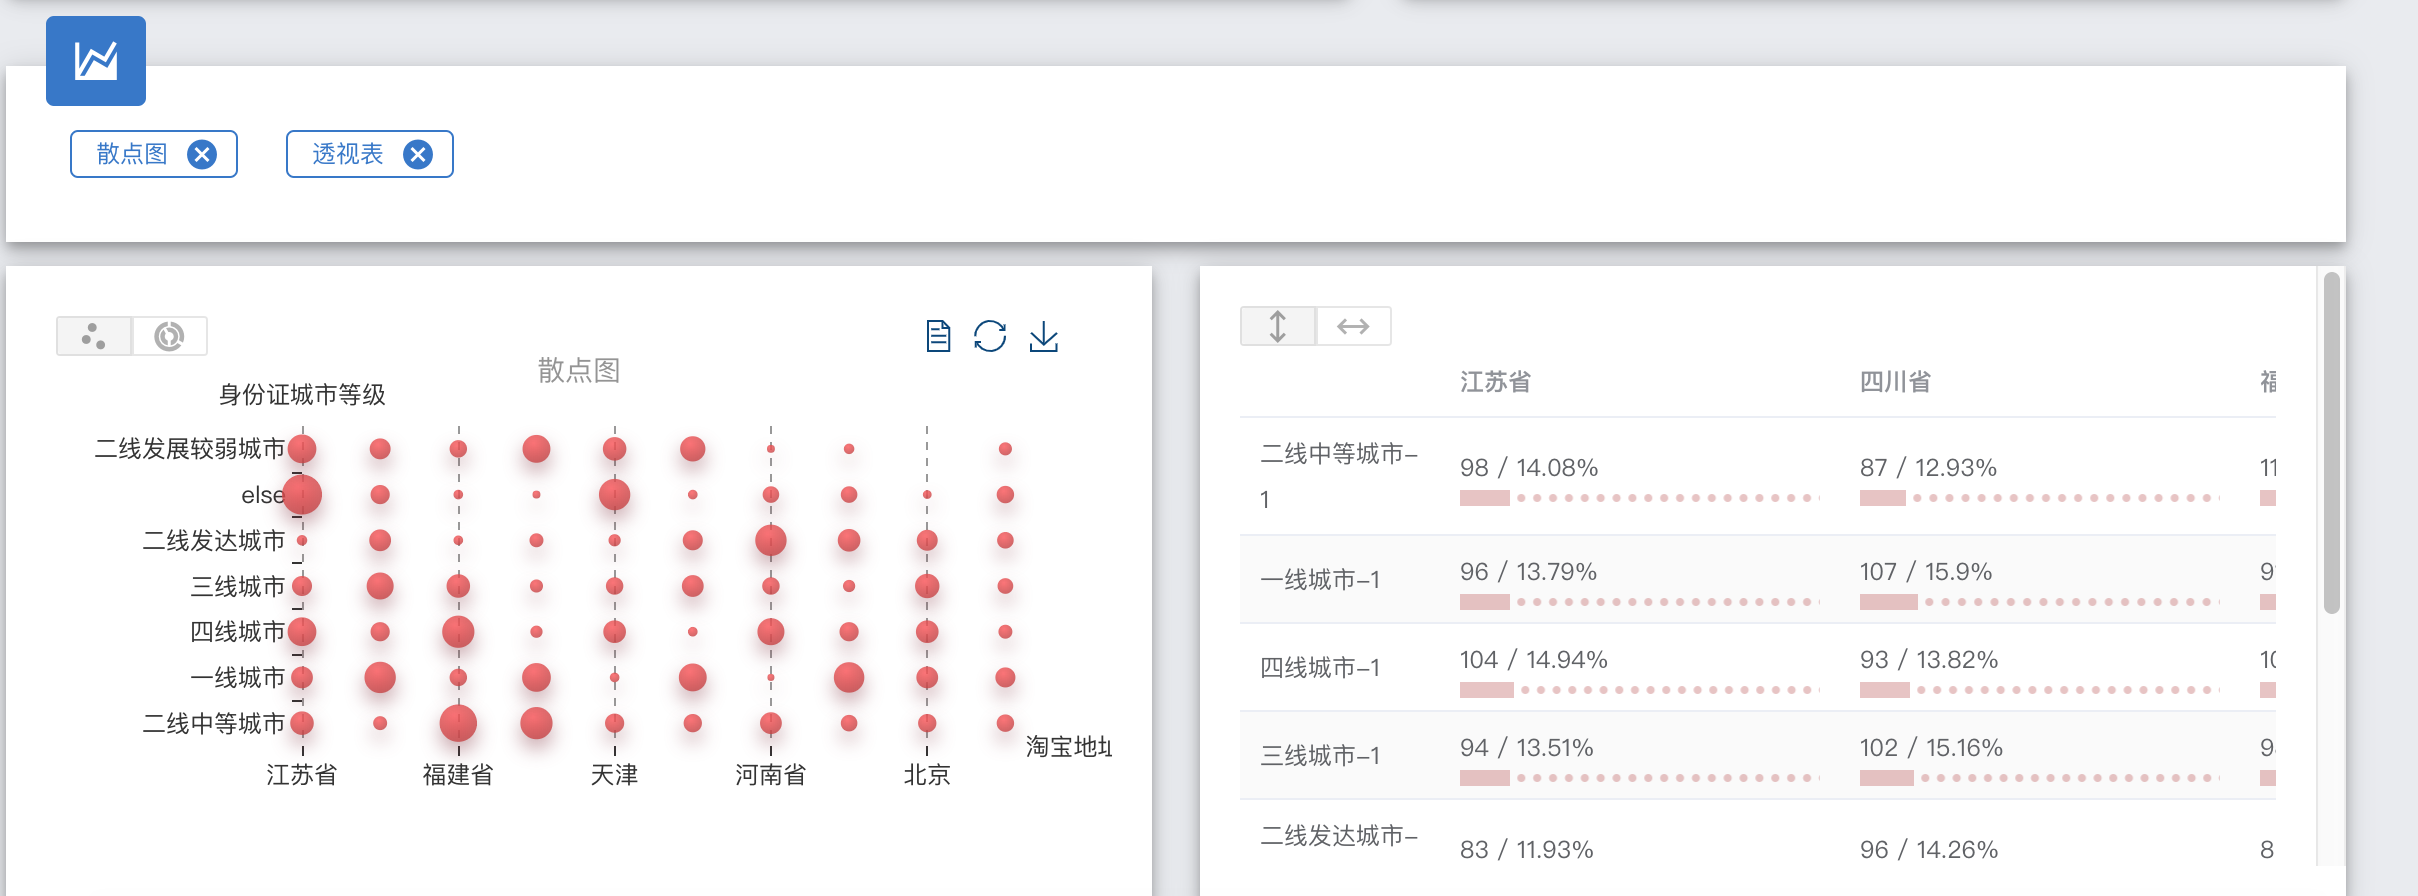 散点图
透视表
散点图
身份证城市等级
二线发展较弱城市
else
二线发达城市
三线城市
四线城市
一线城市
二线中等城市
江苏省
福建省
天津
河南省
北京
淘宝地址
江苏省 四川省
二线中等城市-1 98 / 14.08% 87 / 12.93% 11
一线城市-1 96 / 13.79% 107 / 15.9% 9
四线城市-1 104 / 14.94% 93 / 13.82% 10
三线城市-1 94 / 13.51% 102 / 15.16% 9
二线发达城市- 83 / 11.93% 96 / 14.26% 8